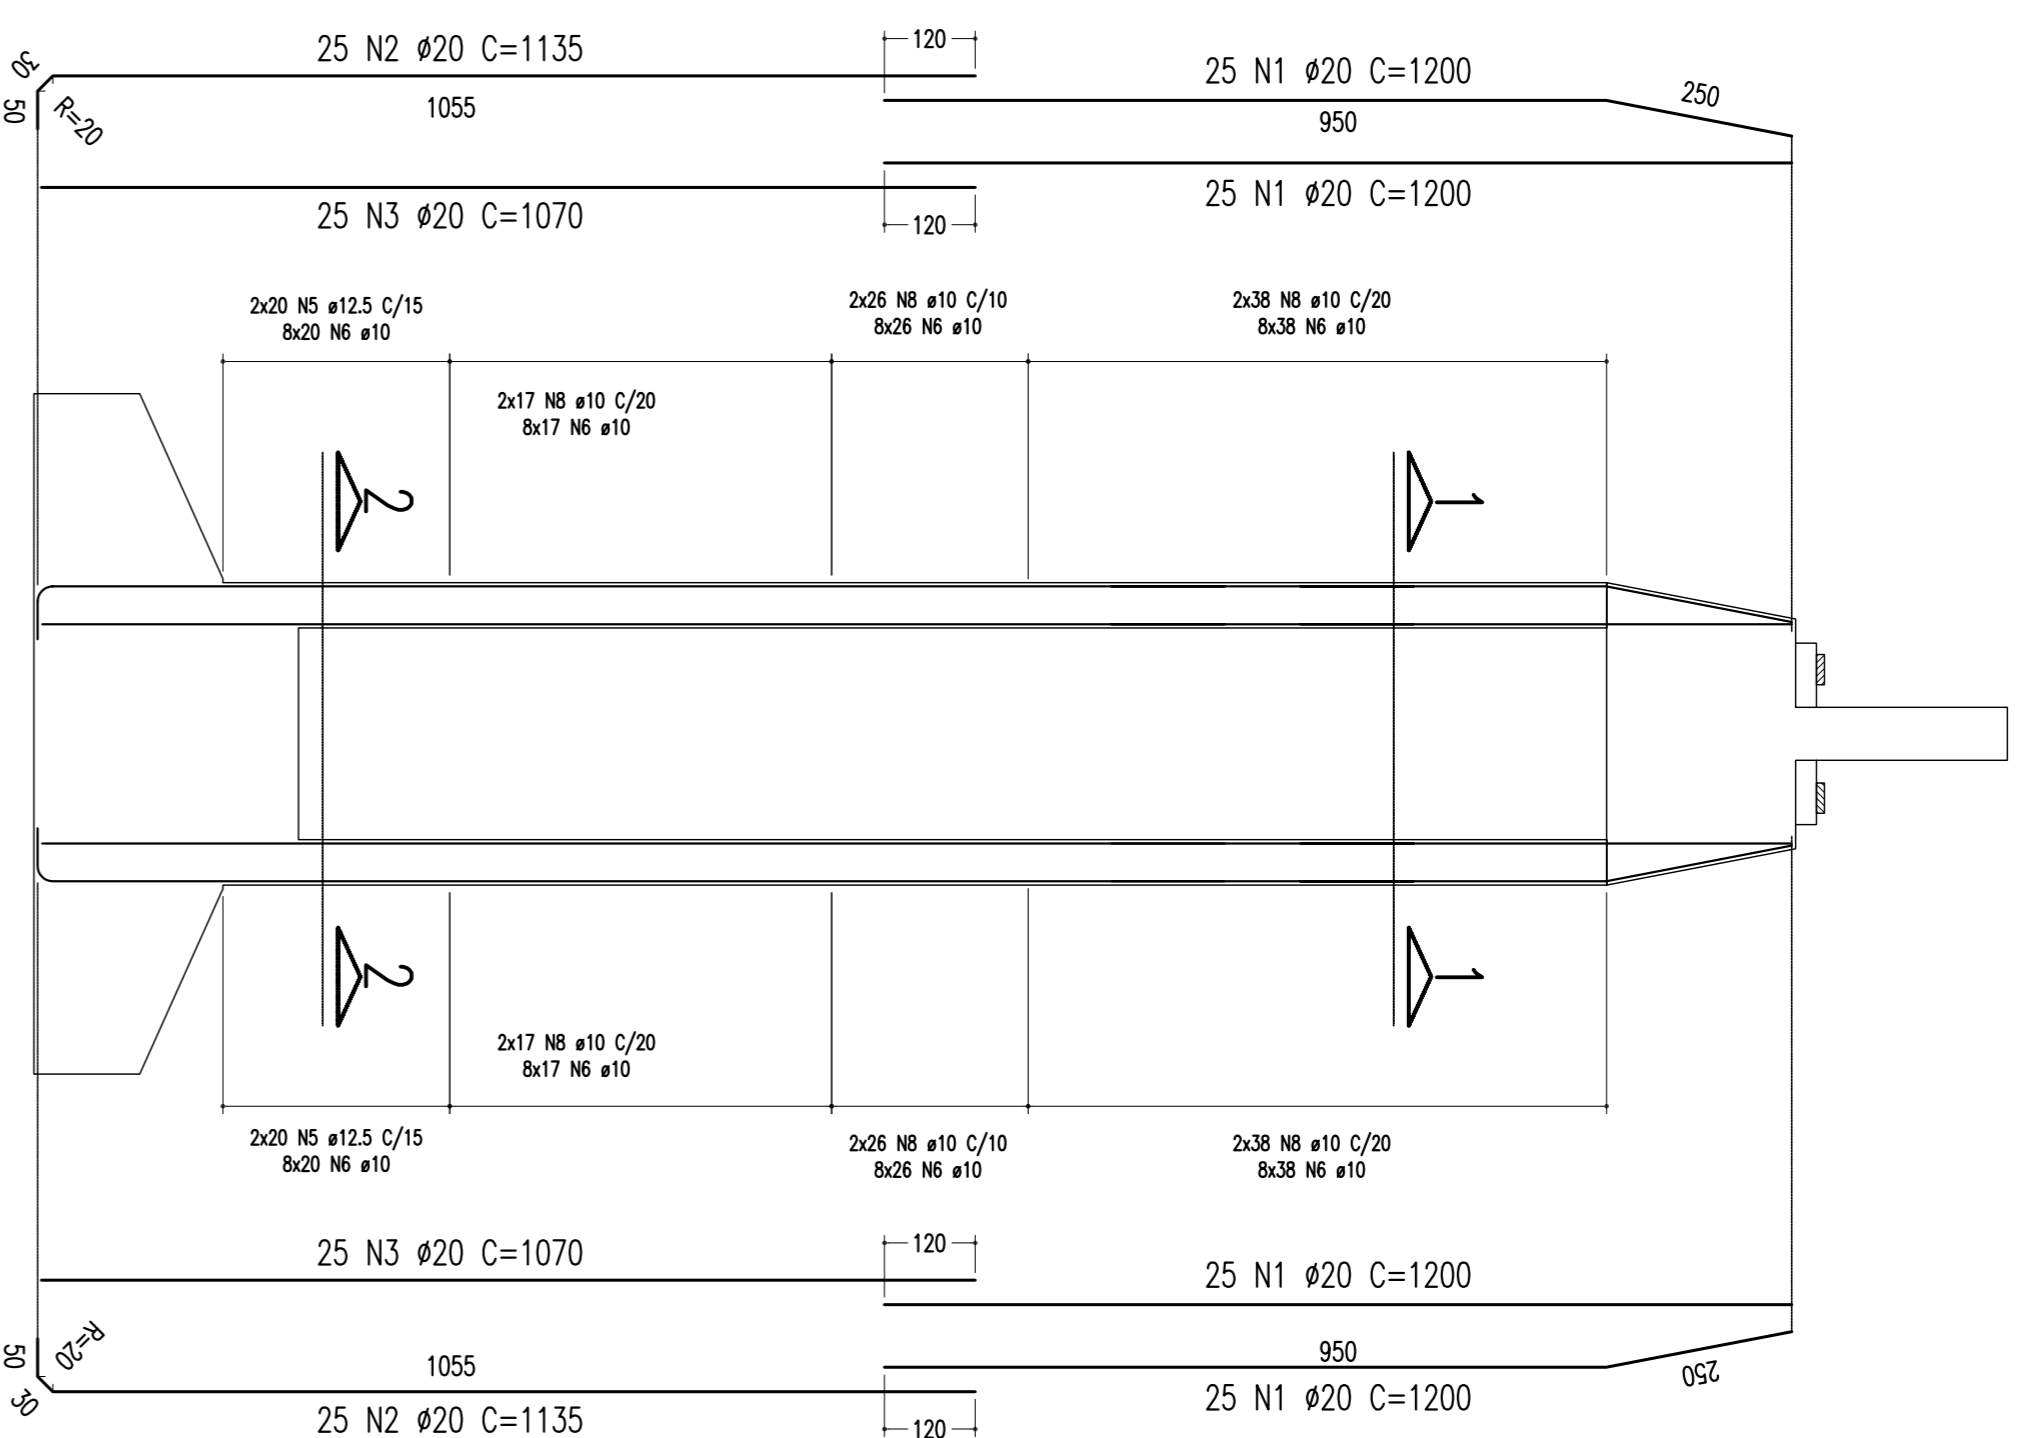 25 N2 ø20 C=1135
120
25 N1 ø20 C=1200
250
30
50
R=20
1055
950
25 N3 ø20 C=1070
120
25 N1 ø20 C=1200
2x20 N5 ø12.5 C/15
8x20 N6 ø10
2x26 N8 ø10 C/10
8x26 N6 ø10
2x38 N8 ø10 C/20
8x38 N6 ø10
2x17 N8 ø10 C/20
8x17 N6 ø10
2
1
2
1
2x17 N8 ø10 C/20
8x17 N6 ø10
2x20 N5 ø12.5 C/15
8x20 N6 ø10
2x26 N8 ø10 C/10
8x26 N6 ø10
2x38 N8 ø10 C/20
8x38 N6 ø10
25 N3 ø20 C=1070
120
25 N1 ø20 C=1200
50
R=20
30
1055
950
250
25 N2 ø20 C=1135
120
25 N1 ø20 C=1200